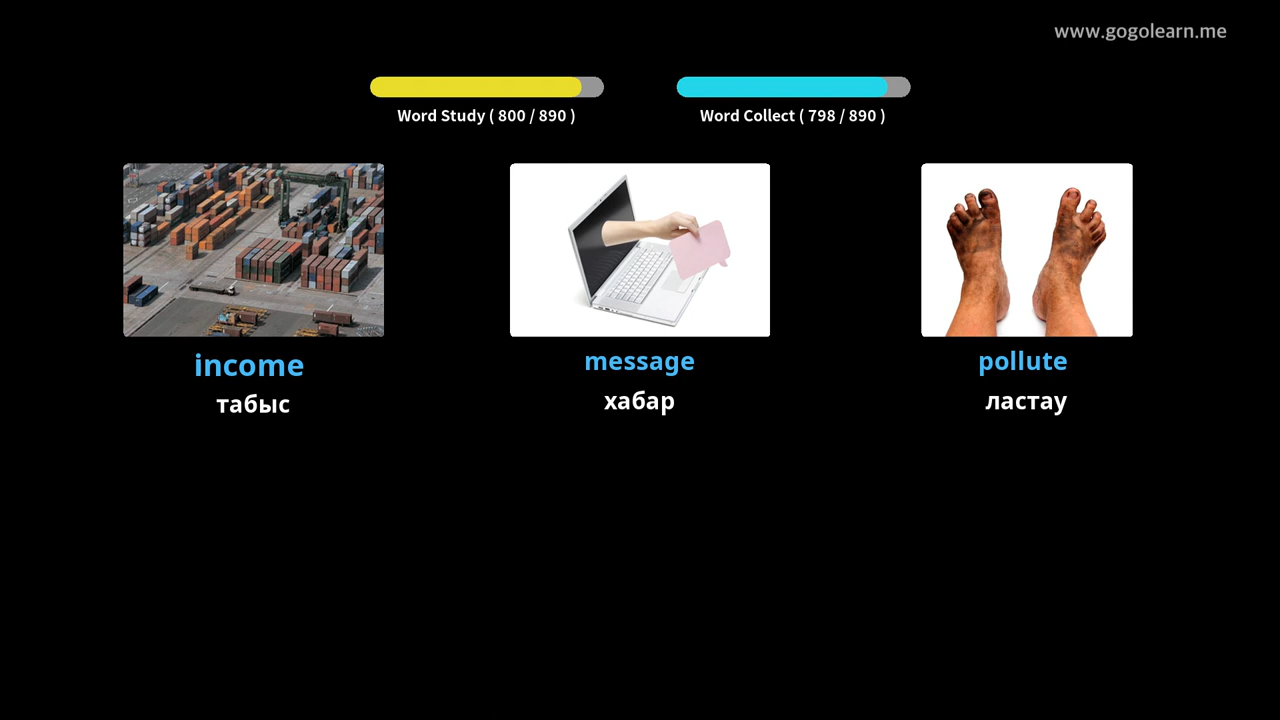 www.gogolearn.me
Word Study ( 800 / 890 )
Word Collect ( 798 / 890 )
income
табыс
message
хабар
pollute
ластау